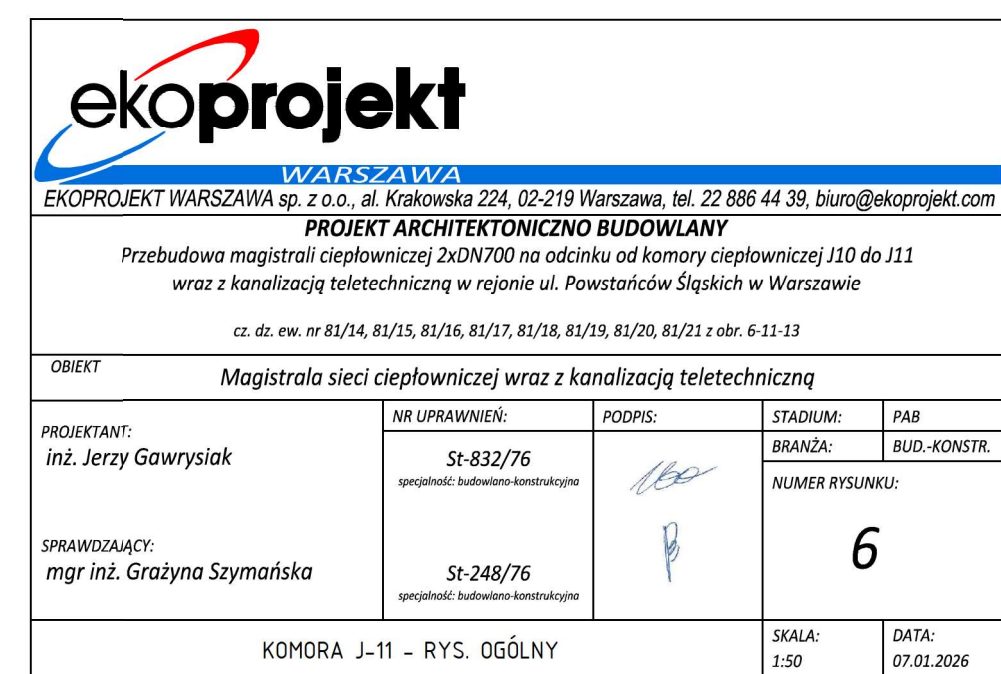 ekoprojekt
WARSZAWA
EKOPROJEKT WARSZAWA sp. z o.o., al. Krakowska 224, 02-219 Warszawa, tel. 22 886 44 39, biuro@ekoprojekt.com
PROJEKT ARCHITEKTONICZNO BUDOWLANY
Przebudowa magistrali ciepłowniczej 2xDN700 na odcinku od komory ciepłowniczej J10 do J11
wraz z kanalizacją teletechniczną w rejonie ul. Powstańców Śląskich w Warszawie
cz. dz. ew. nr 81/14, 81/15, 81/16, 81/17, 81/18, 81/19, 81/20, 81/21 z obr. 6-11-13
OBIEKT
Magistrala sieci ciepłowniczej wraz z kanalizacją teletechniczną
PROJEKTANT:
inż. Jerzy Gawrysiak
NR UPRAWNIEŃ:
St-832/76
specjalność: budowlano-konstrukcyjna
PODPIS:
STADIUM:
PAB
BRANŻA:
BUD.-KONSTR.
NUMER RYSUNKU:
6
SPRAWDZAJĄCY:
mgr inż. Grażyna Szymańska
St-248/76
specjalność: budowlano-konstrukcyjna
KOMORA J-11 - RYS. OGÓLNY
SKALA:
1:50
DATA:
07.01.2026